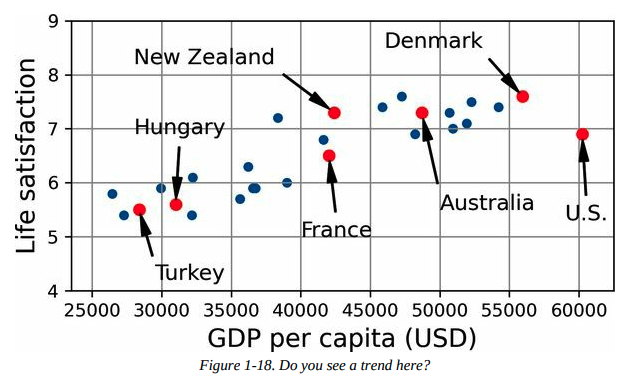 9
8
7
6
5
4
Life satisfaction
Denmark
New Zealand
Hungary
Australia
U.S.
France
Turkey
25000 30000 35000 40000 45000 50000 55000 60000
GDP per capita (USD)
Figure 1-18. Do you see a trend here?